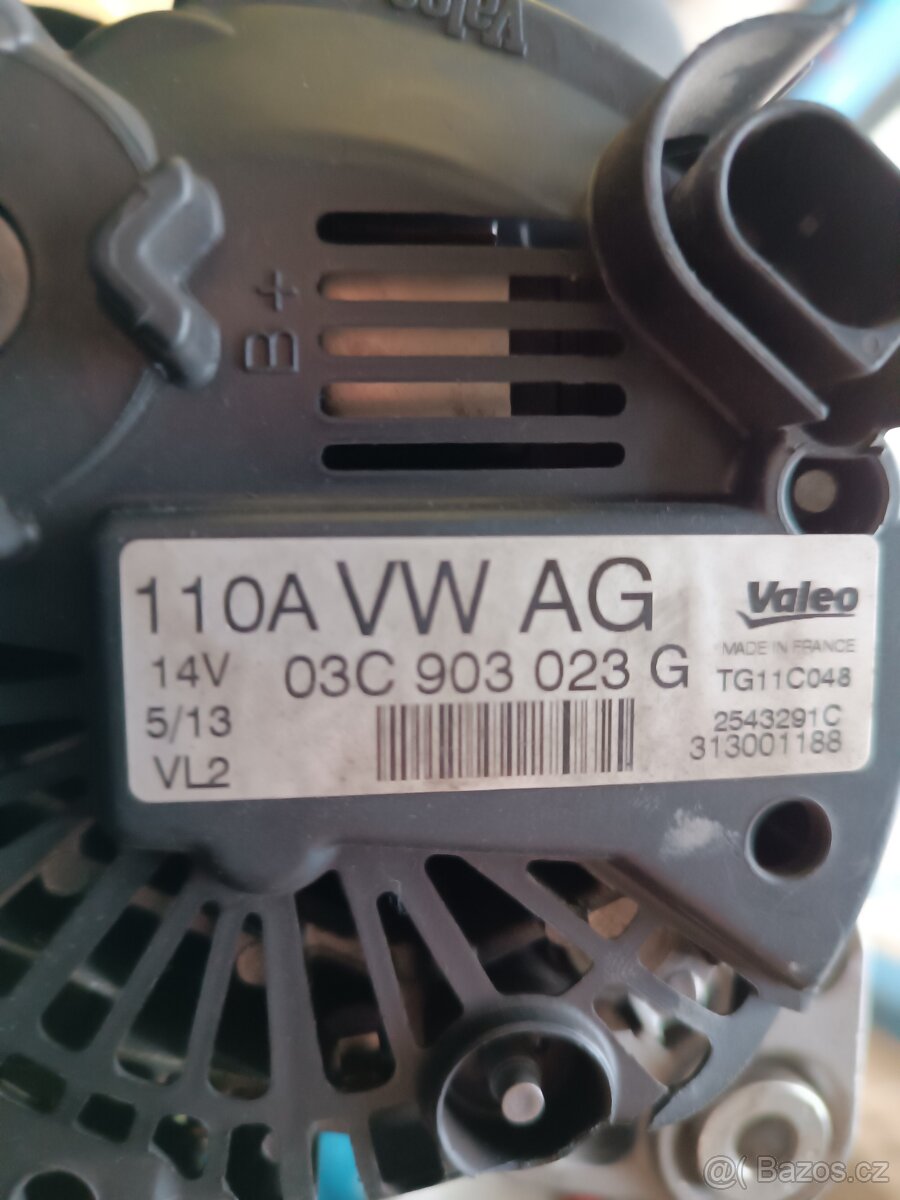 Valeo
B+
110A VW AG
Valeo
MADE IN FRANCE
14V 03C 903 023 G TG11C048
5/13 2543291C
VL2 313001188
@( Bazos.cz